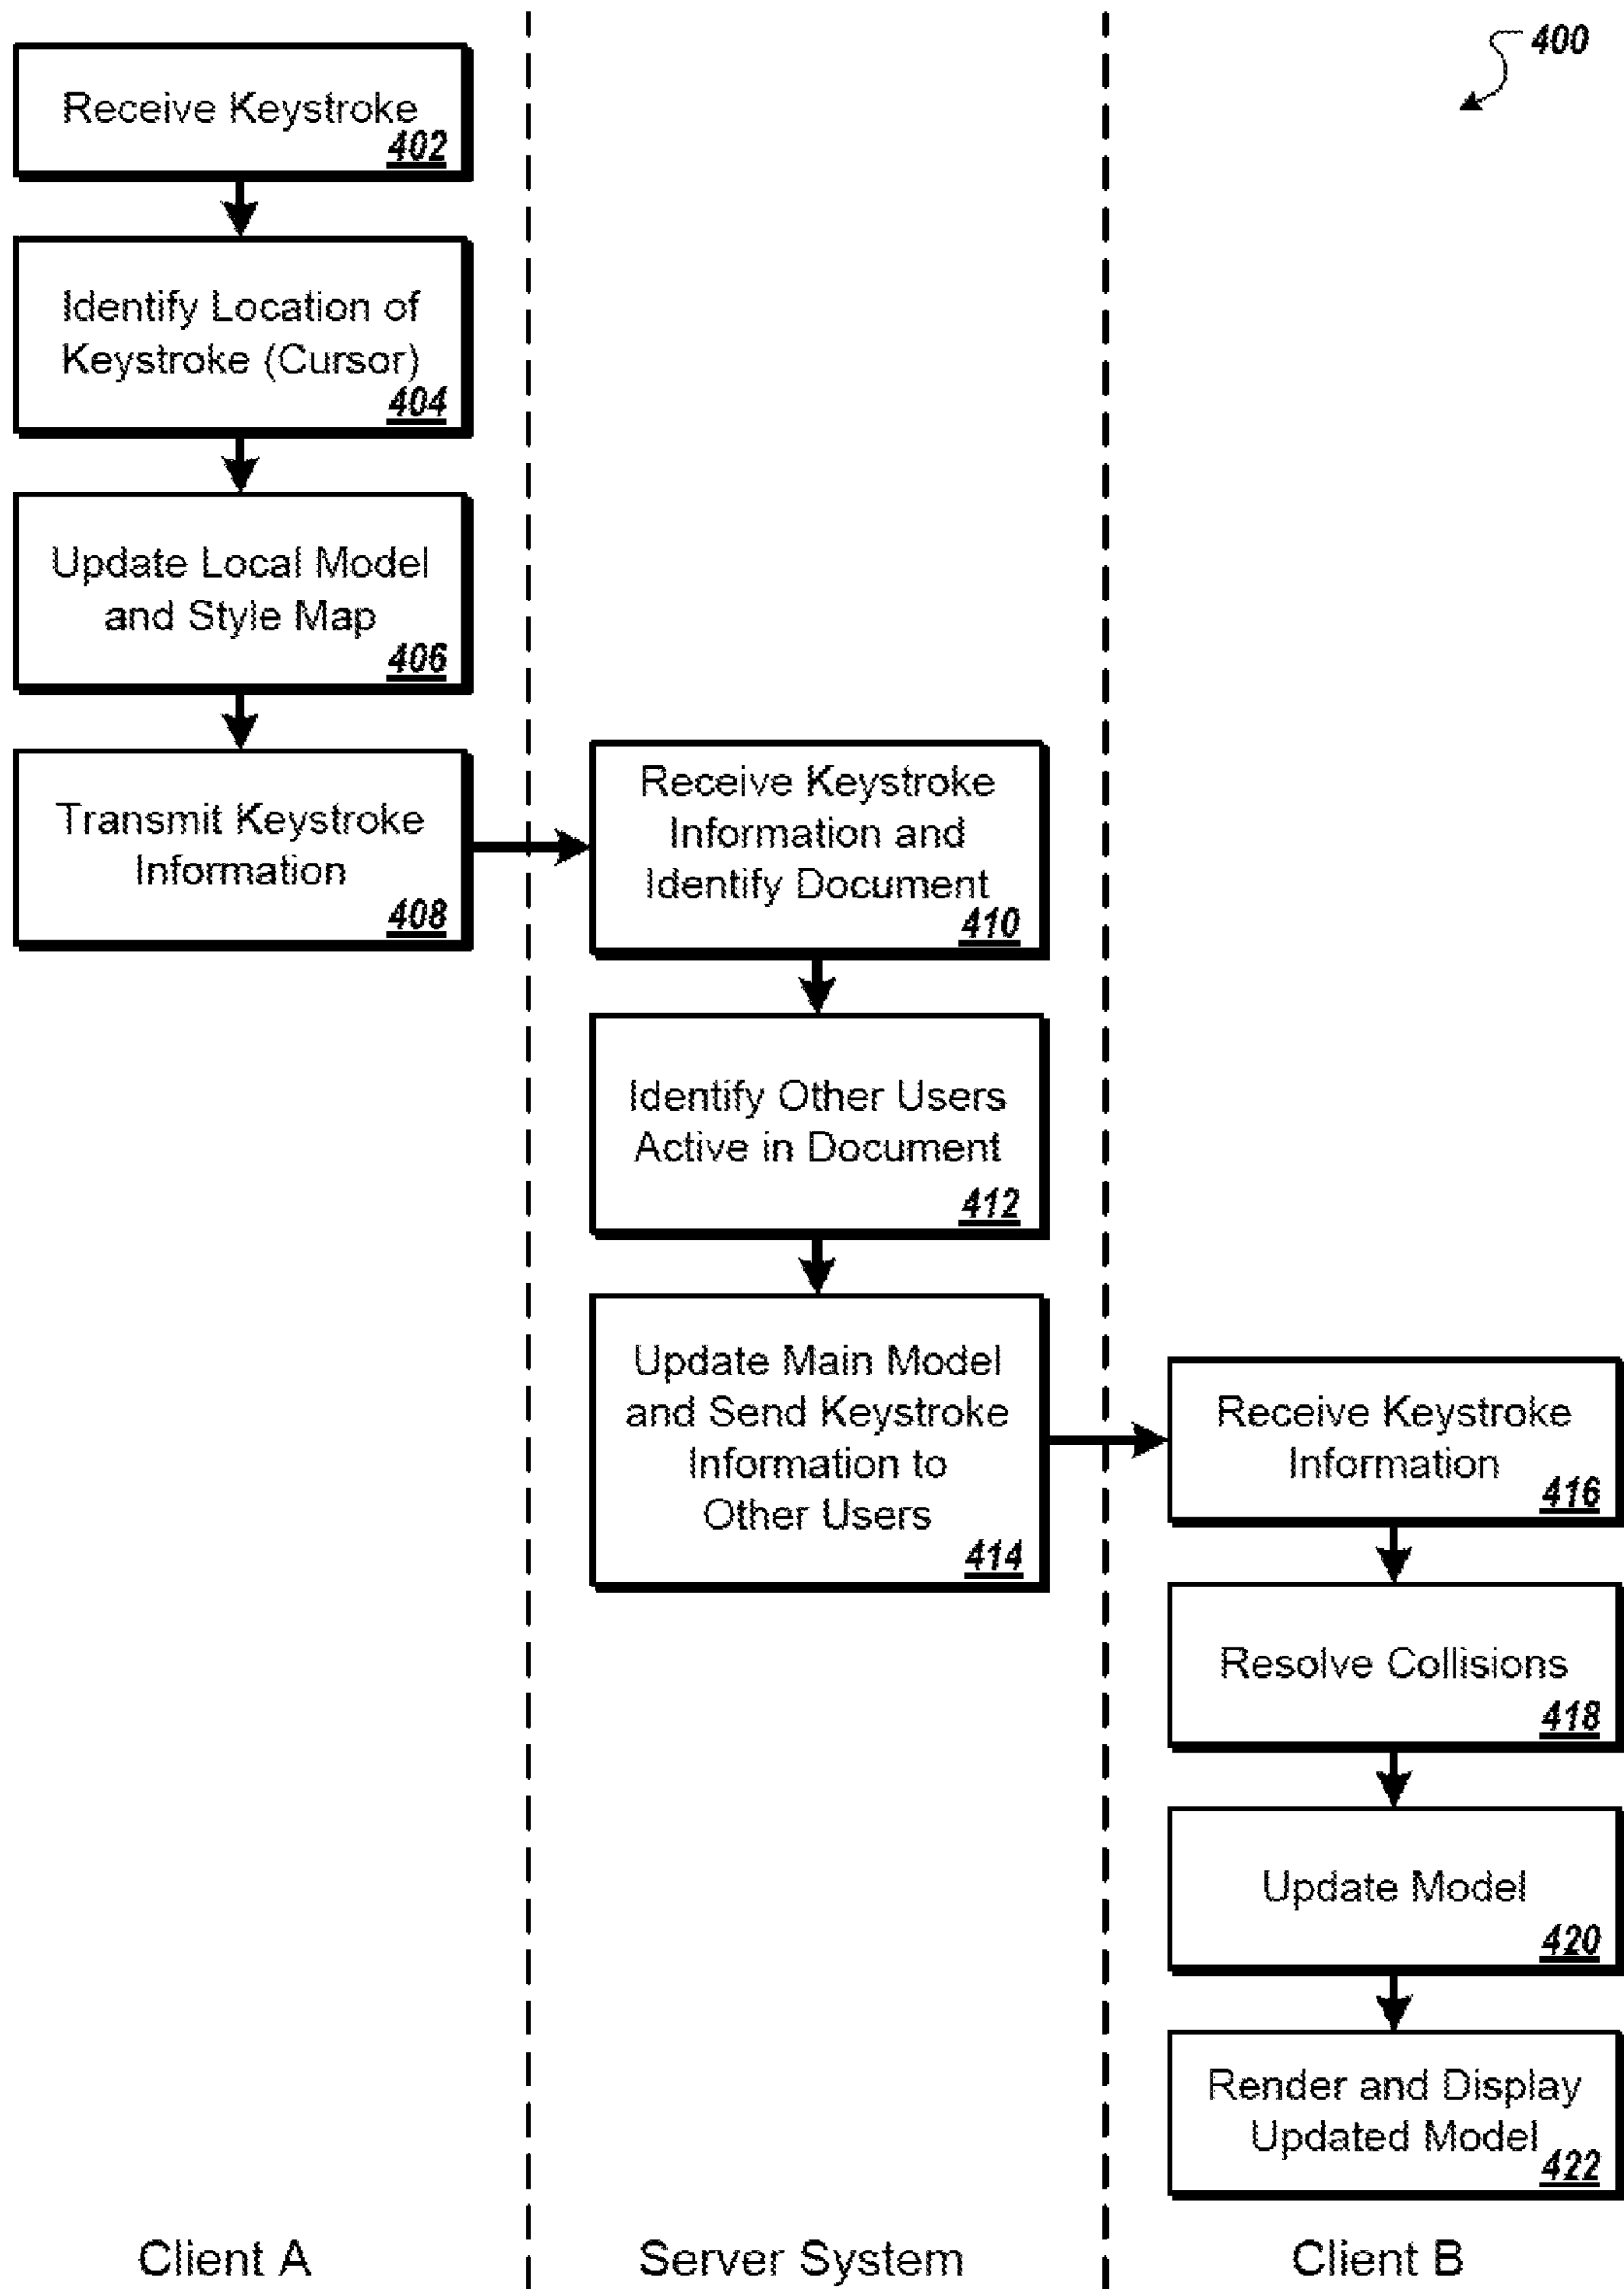 400
Receive Keystroke
402
Identify Location of
Keystroke (Cursor)
404
Update Local Model
and Style Map
406
Transmit Keystroke
Information
408
Receive Keystroke
Information and
Identify Document
410
Identify Other Users
Active in Document
412
Update Main Model
and Send Keystroke
Information to
Other Users
414
Receive Keystroke
Information
416
Resolve Collisions
418
Update Model
420
Render and Display
Updated Model
422
Client A
Server System
Client B